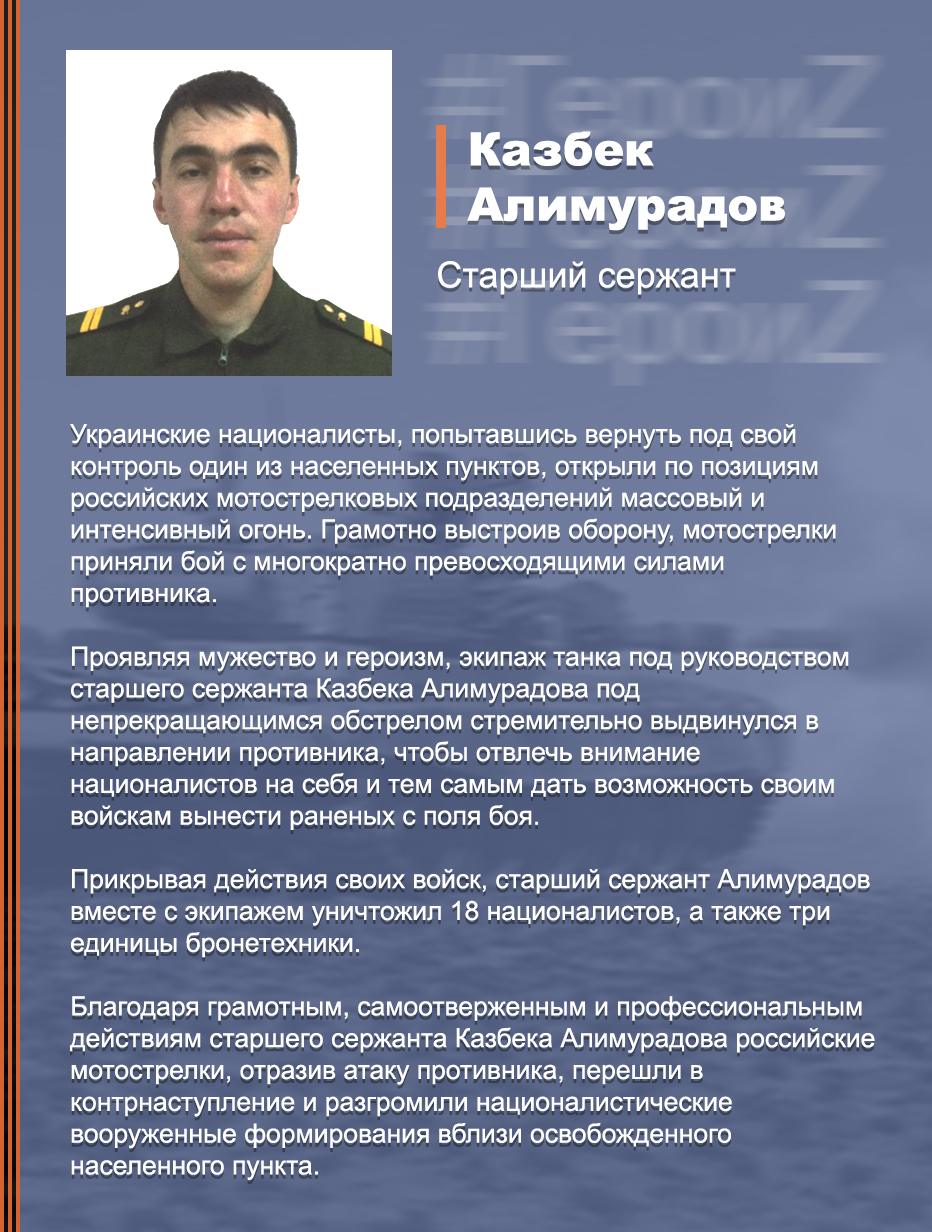 #ГероиZ
Казбек
#ГероиZ
Алимурадов
Старший сержант
#ГероиZ
Украинские националисты, попытавшись вернуть под свой
контроль один из населенных пунктов, открыли по позициям
российских мотострелковых подразделений массовый и
интенсивный огонь. Грамотно выстроив оборону, мотострелки
приняли бой с многократно превосходящими силами
противника.
Проявляя мужество и героизм, экипаж танка под руководством
старшего сержанта Казбека Алимурадова под
непрекращающимся обстрелом стремительно выдвинулся в
направлении противника, чтобы отвлечь внимание
националистов на себя и тем самым дать возможность своим
войскам вынести раненых с поля боя.
Прикрывая действия своих войск, старший сержант Алимурадов
вместе с экипажем уничтожил 18 националистов, а также три
единицы бронетехники.
Благодаря грамотным, самоотверженным и профессиональным
действиям старшего сержанта Казбека Алимурадова российские
мотострелки, отразив атаку противника, перешли в
контрнаступление и разгромили националистические
вооруженные формирования вблизи освобожденного
населенного пункта.